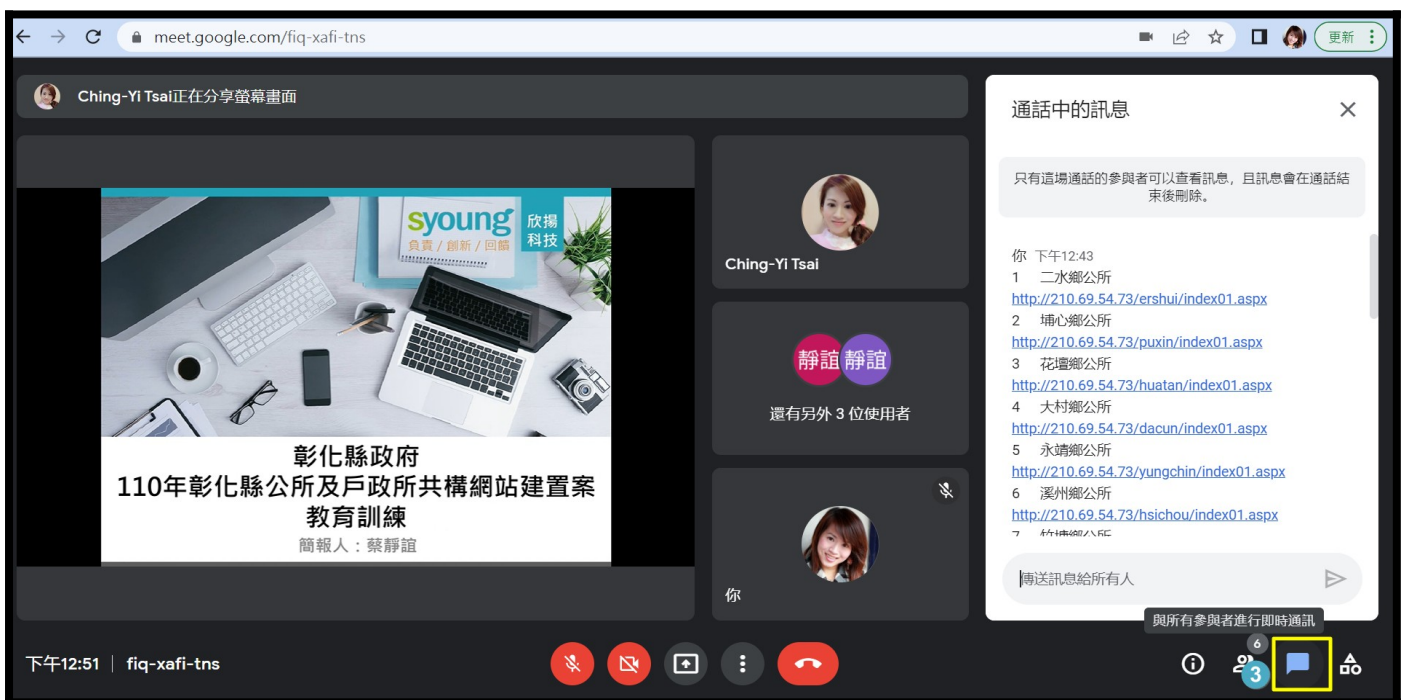 meet.google.com/fiq-xafi-tns
更新
Ching-Yi Tsai正在分享螢幕畫面
syoung 欣揚科技
負責/創新/回饋
彰化縣政府
110年彰化縣公所及戶政所共構網站建置案
教育訓練
簡報人：蔡靜誼
Ching-Yi Tsai
靜誼 靜誼
還有另外 3 位使用者
你
通話中的訊息
只有這場通話的參與者可以查看訊息，且訊息會在通話結
束後刪除。
你 下午12:43
1 二水鄉公所
http://210.69.54.73/ershui/index01.aspx
2 埔心鄉公所
http://210.69.54.73/puxin/index01.aspx
3 花壇鄉公所
http://210.69.54.73/huatan/index01.aspx
4 大村鄉公所
http://210.69.54.73/dacun/index01.aspx
5 永靖鄉公所
http://210.69.54.73/yungchin/index01.aspx
6 溪州鄉公所
http://210.69.54.73/hsichou/index01.aspx
7 竹塘鄉公所
傳送訊息給所有人
與所有參與者進行即時通訊
下午12:51 | fiq-xafi-tns
6
3